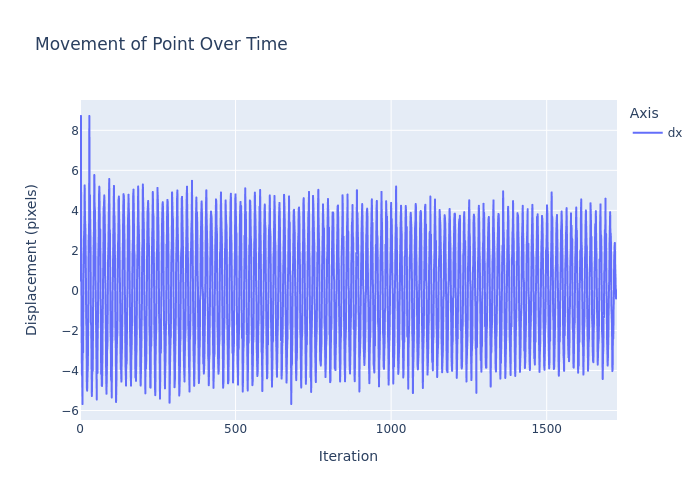 Movement of Point Over Time
Axis
dx
8
6
4
2
0
−2
−4
−6
0
500
1000
1500
Displacement (pixels)
Iteration